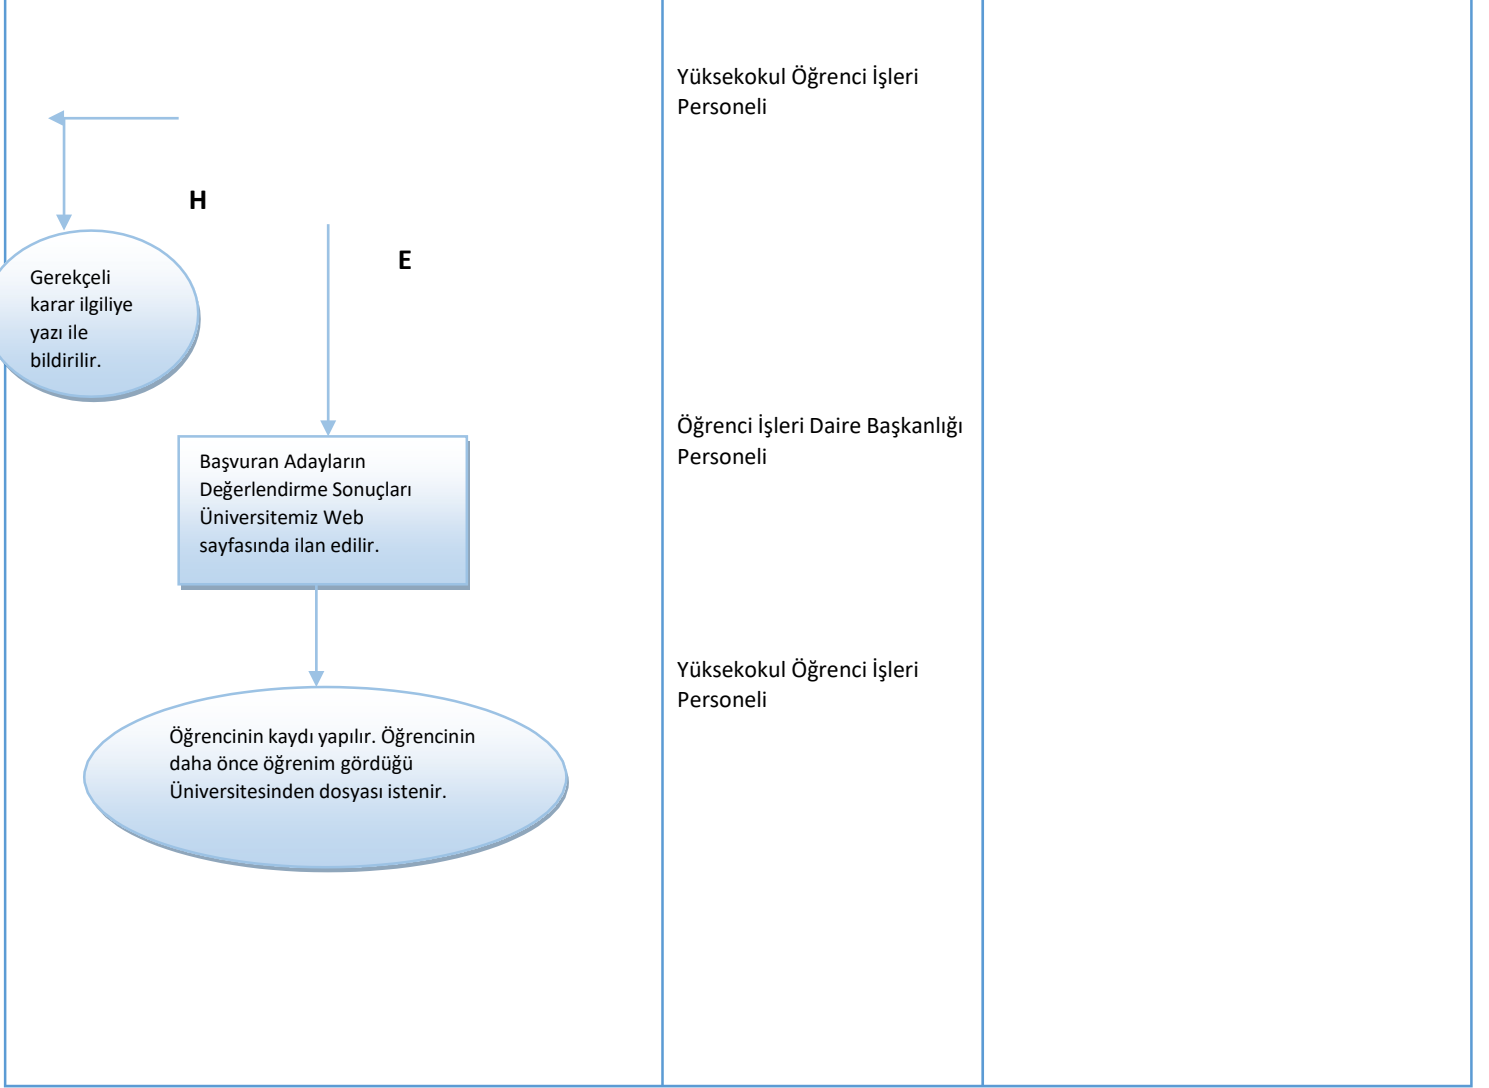 Yüksekokul Öğrenci İşleri
Personeli
H
E
Gerekçeli
karar ilgiliye
yazı ile
bildirilir.
Öğrenci İşleri Daire Başkanlığı
Personeli
Başvuran Adayların
Değerlendirme Sonuçları
Üniversitemiz Web
sayfasında ilan edilir.
Yüksekokul Öğrenci İşleri
Personeli
Öğrencinin kaydı yapılır. Öğrencinin
daha önce öğrenim gördüğü
Üniversitesinden dosyası istenir.